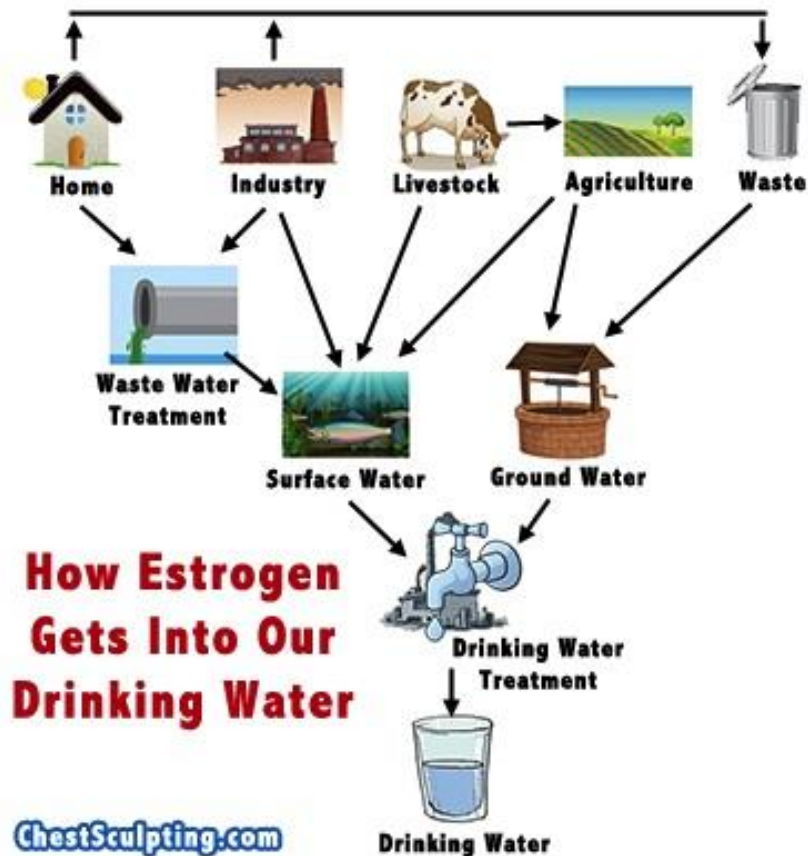 Home
Industry
Livestock
Agriculture
Waste
Waste Water
Treatment
Surface Water
Ground Water
How Estrogen
Gets Into Our
Drinking Water
Drinking Water
Treatment
ChestSculpting.com
Drinking Water